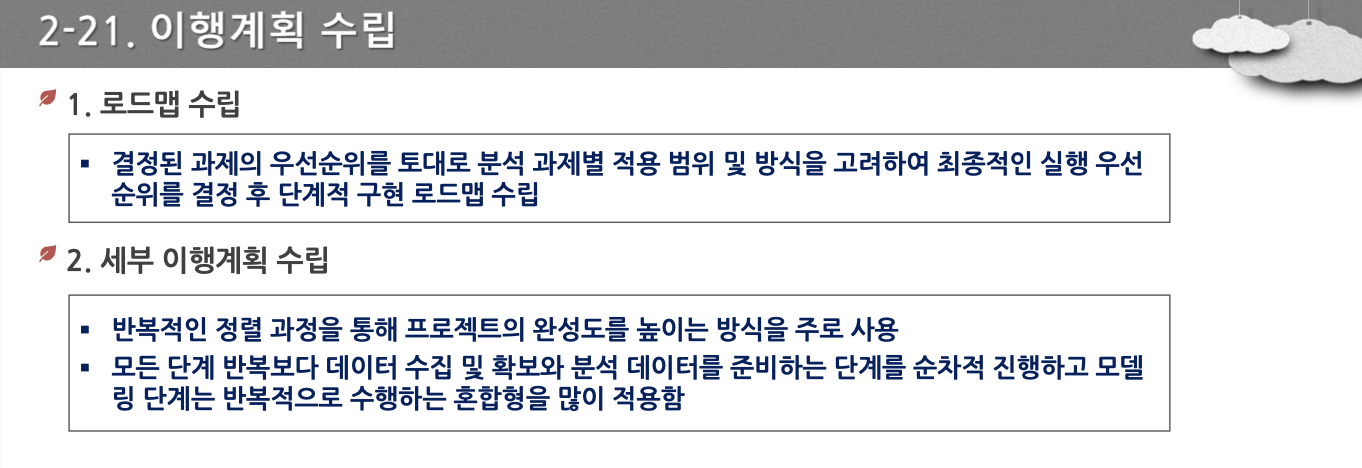 2-21. 이행계획 수립
1. 로드맵 수립
▪ 결정된 과제의 우선순위를 토대로 분석 과제별 적용 범위 및 방식을 고려하여 최종적인 실행 우선
순위를 결정 후 단계적 구현 로드맵 수립
2. 세부 이행계획 수립
▪ 반복적인 정렬 과정을 통해 프로젝트의 완성도를 높이는 방식을 주로 사용
▪ 모든 단계 반복보다 데이터 수집 및 확보와 분석 데이터를 준비하는 단계를 순차적 진행하고 모델
링 단계는 반복적으로 수행하는 혼합형을 많이 적용함